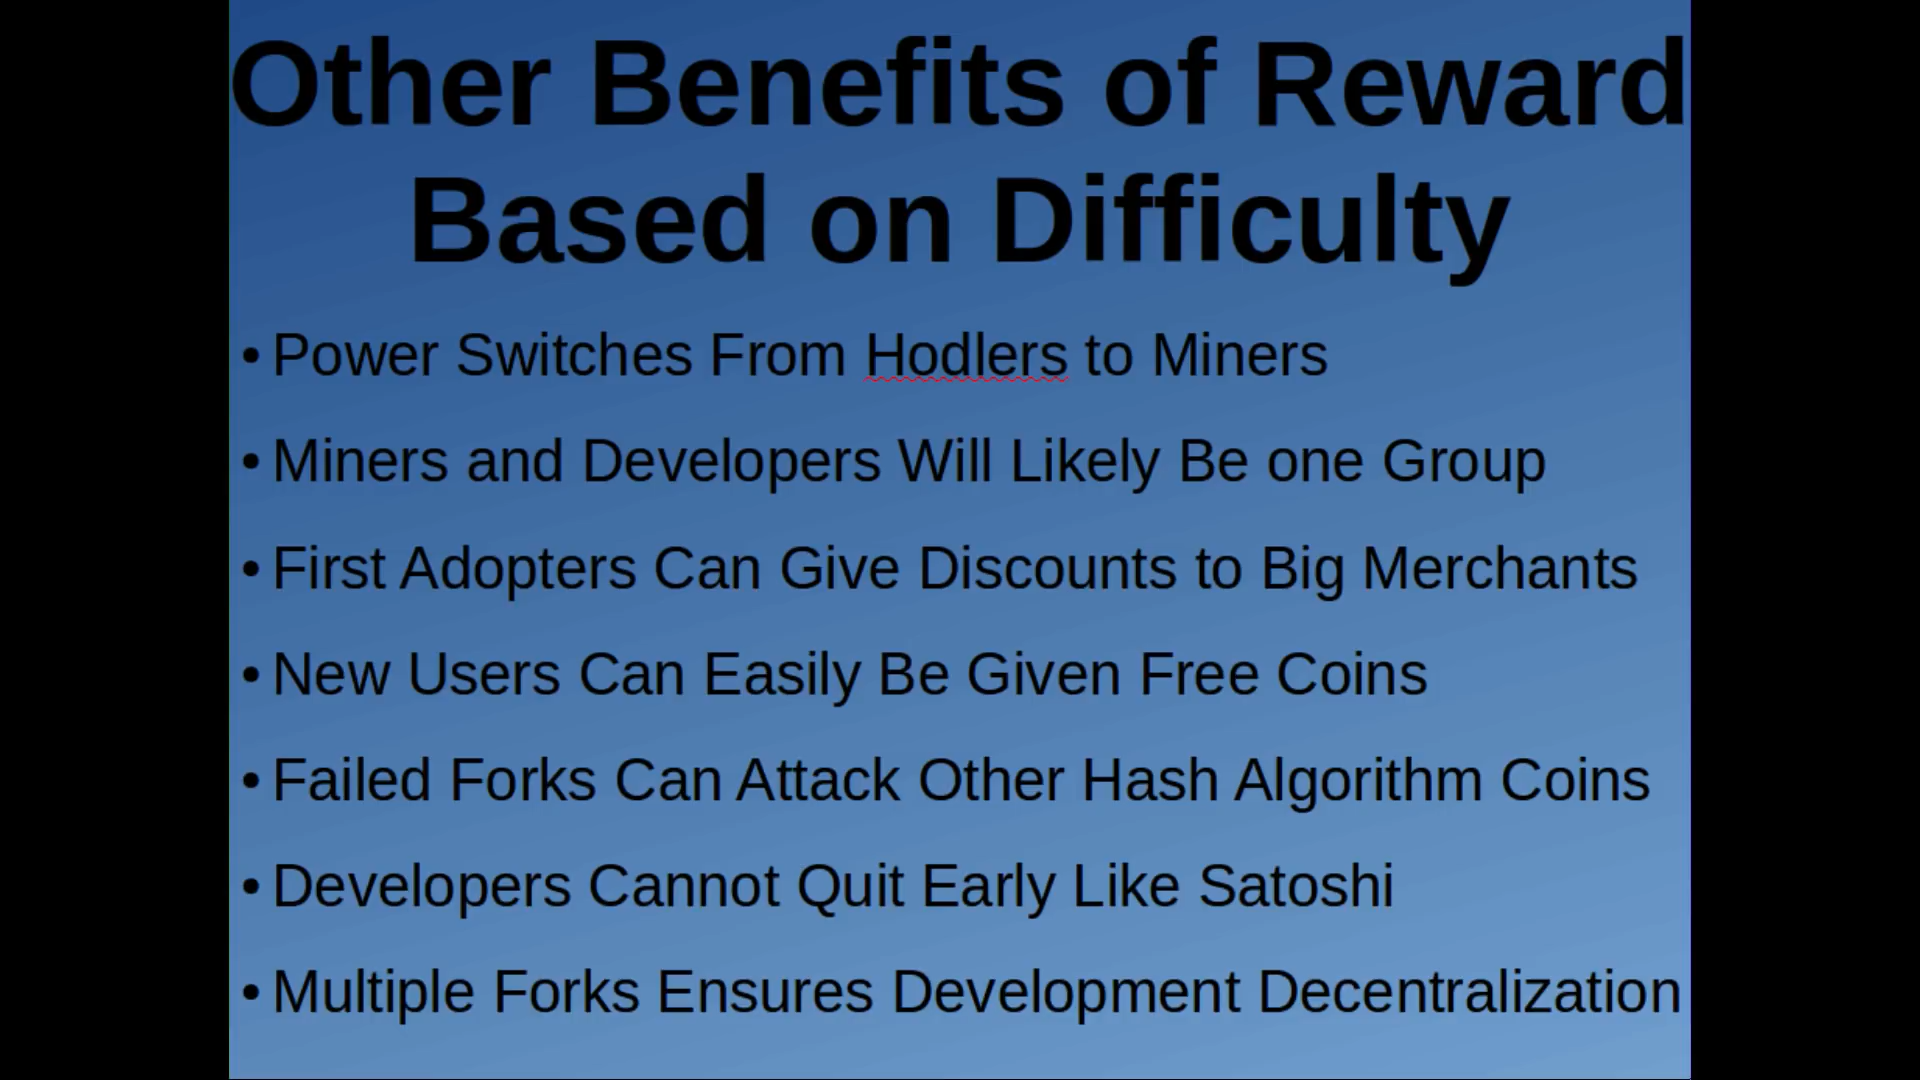 Other Benefits of Reward
Based on Difficulty
• Power Switches From Hodlers to Miners
• Miners and Developers Will Likely Be one Group
• First Adopters Can Give Discounts to Big Merchants
• New Users Can Easily Be Given Free Coins
• Failed Forks Can Attack Other Hash Algorithm Coins
• Developers Cannot Quit Early Like Satoshi
• Multiple Forks Ensures Development Decentralization